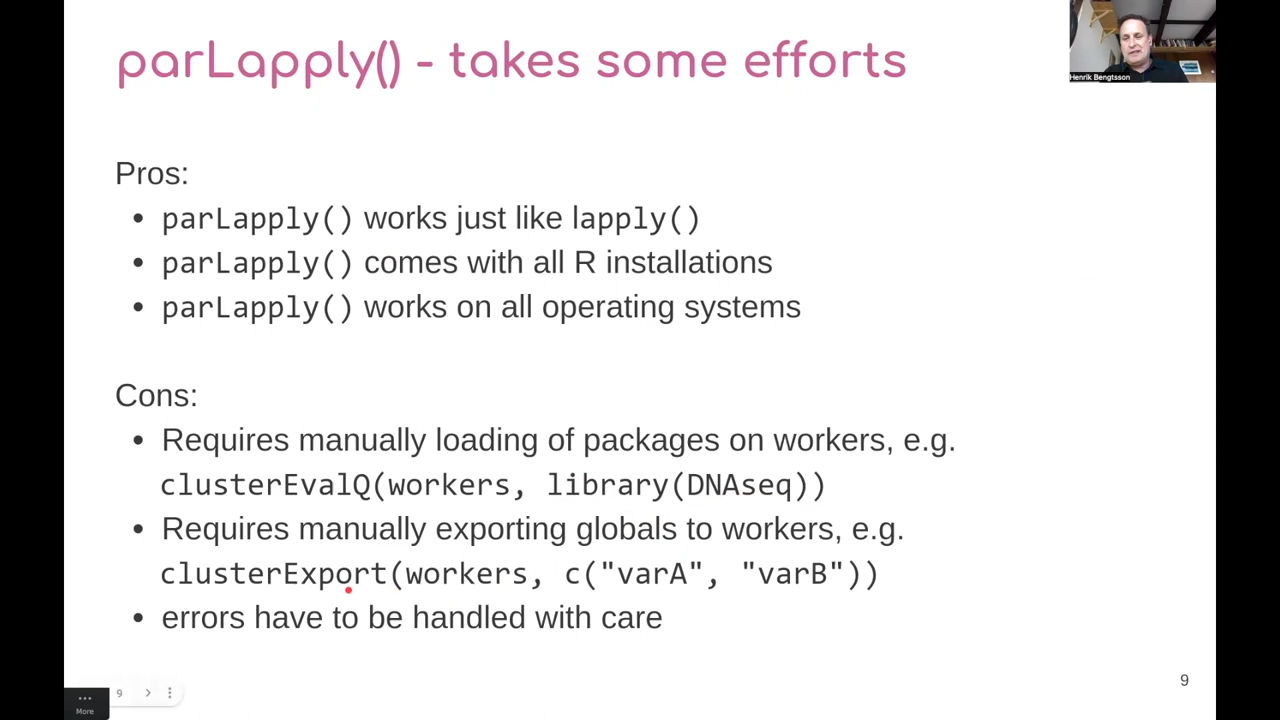 parLapply() - takes some efforts
Henrik Bengtsson
Pros:
• parLapply() works just like lapply()
• parLapply() comes with all R installations
• parLapply() works on all operating systems
Cons:
• Requires manually loading of packages on workers, e.g.
clusterEvalQ(workers, library(DNAseq))
• Requires manually exporting globals to workers, e.g.
clusterExport(workers, c("varA", "varB"))
• errors have to be handled with care
9
More
9